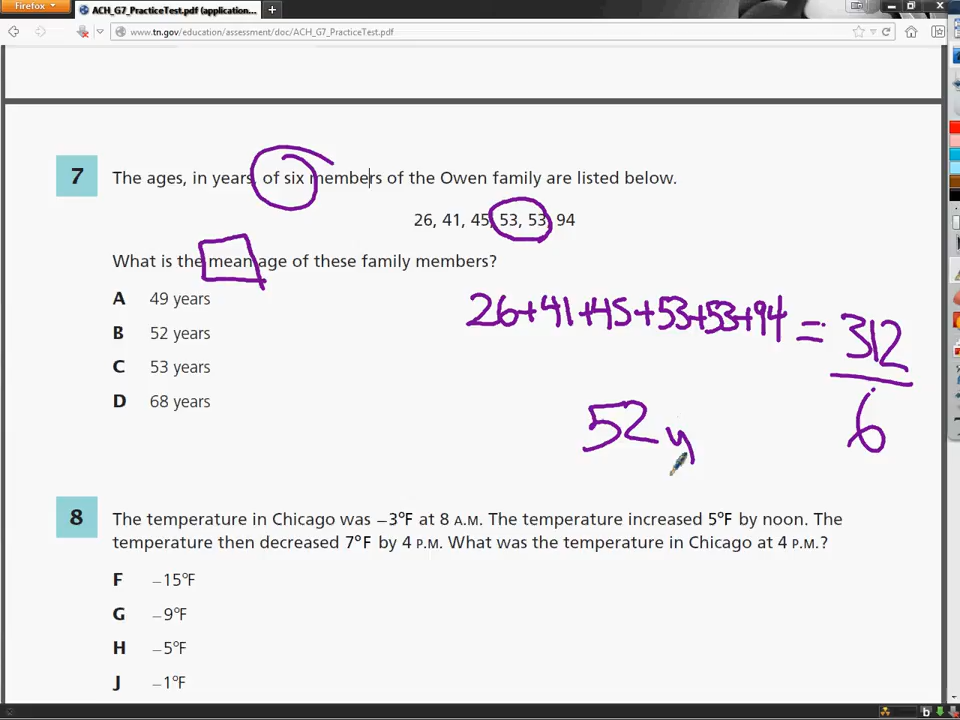 Firefox
ACH_G7_PracticeTest.pdf (application...
www.tn.gov/education/assessment/doc/ACH_G7_PracticeTest.pdf
7 The ages, in years, of six members of the Owen family are listed below.
26, 41, 45, 53, 53, 94
What is the mean age of these family members?
A 49 years
B 52 years
C 53 years
D 68 years
26+41+45+53+53+94 = 312
6
52 y
8 The temperature in Chicago was −3°F at 8 A.M. The temperature increased 5°F by noon. The
temperature then decreased 7°F by 4 P.M. What was the temperature in Chicago at 4 P.M.?
F −15°F
G −9°F
H −5°F
J −1°F